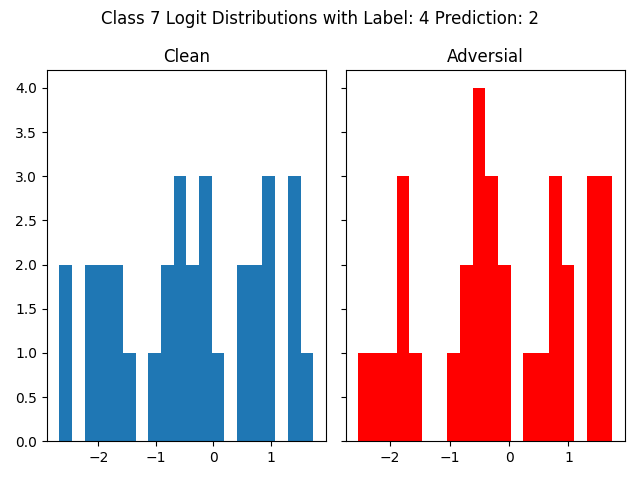 Class 7 Logit Distributions with Label: 4 Prediction: 2
Clean
Adversial
4.0
3.5
3.0
2.5
2.0
1.5
1.0
0.5
0.0
−2 −1 0 1
−2 −1 0 1